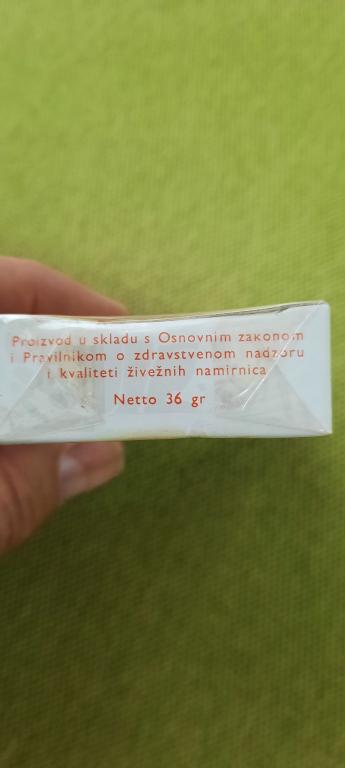 Proizvod u skladu s Osnovnim zakonom
i Pravilnikom o zdravstvenom nadzoru
i kvaliteti živežnih namirnica
Netto 36 gr